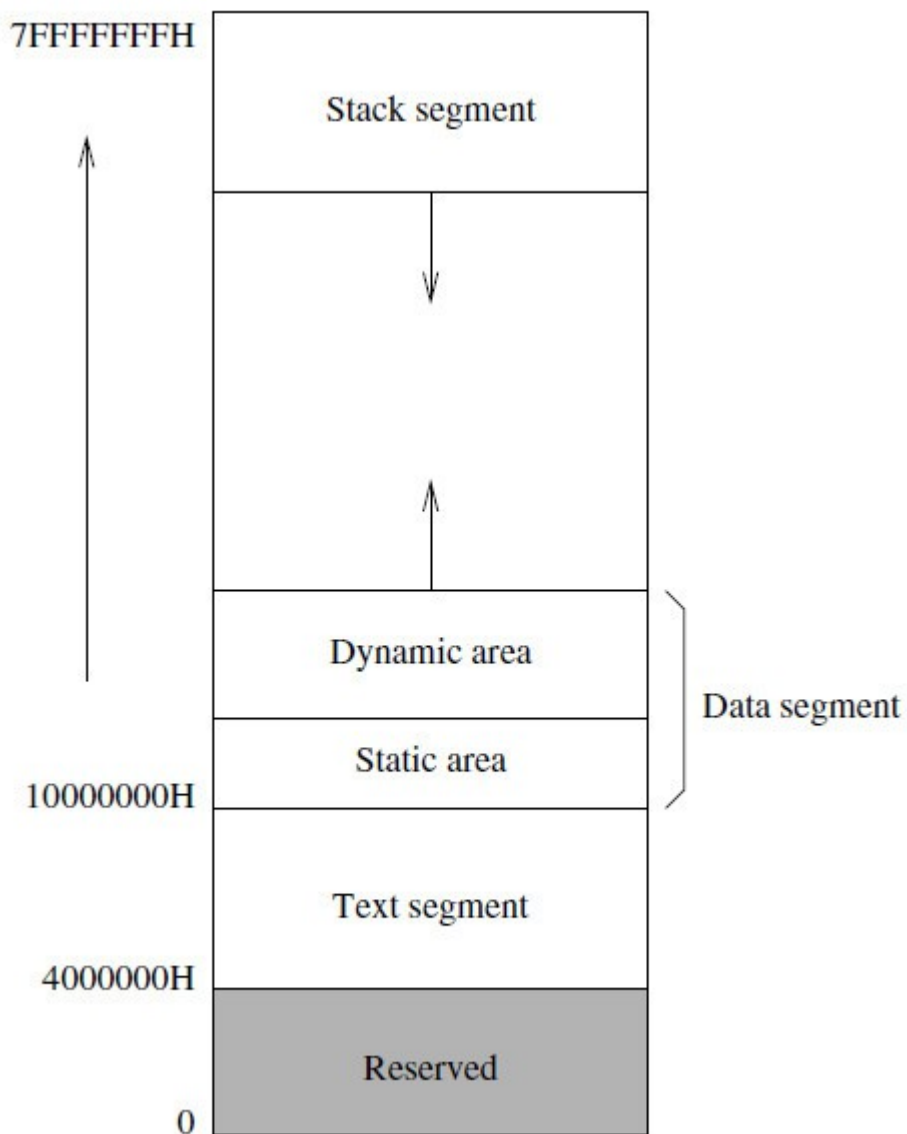 7FFFFFFFH
Stack segment
Dynamic area
Data segment
Static area
10000000H
Text segment
4000000H
Reserved
0